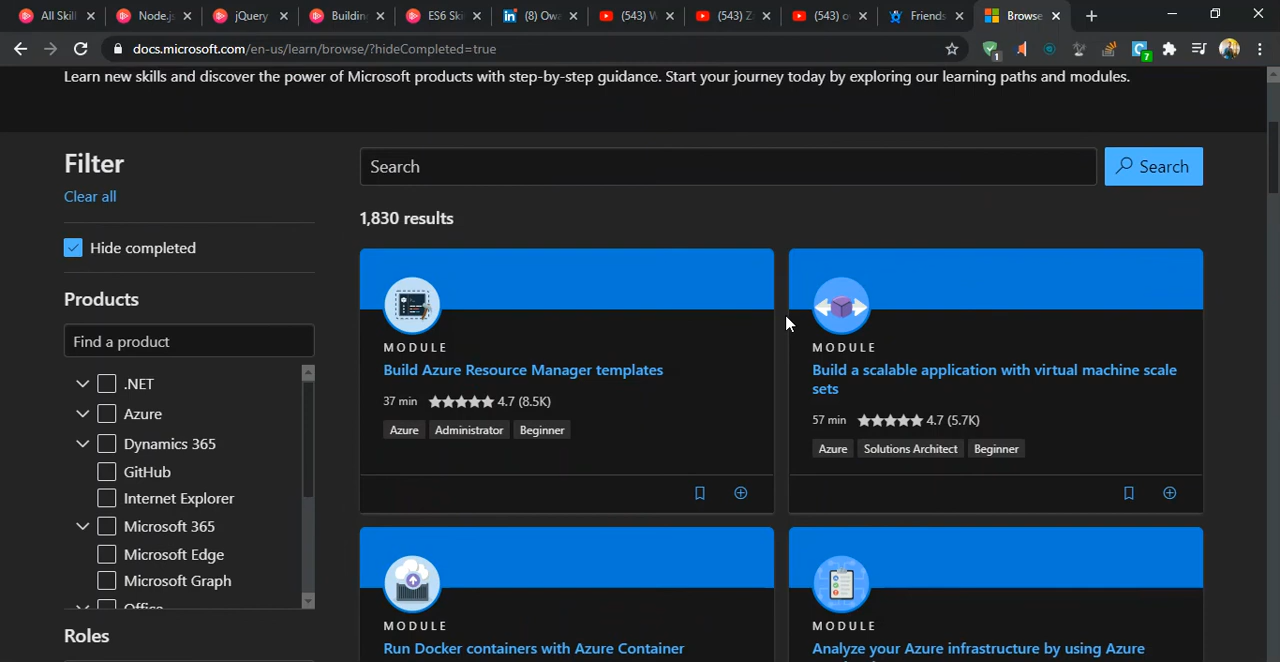 All Skil
Node.js
jQuery
Building
ES6 Ski
(8) Owa
(543) W
(543) Z
(543) o
Friends
Browse
docs.microsoft.com/en-us/learn/browse/?hideCompleted=true
1
7
Learn new skills and discover the power of Microsoft products with step-by-step guidance. Start your journey today by exploring our learning paths and modules.
Filter
Clear all
Hide completed
Products
Find a product
.NET
Azure
Dynamics 365
GitHub
Internet Explorer
Microsoft 365
Microsoft Edge
Microsoft Graph
Office
Roles
Search
Search
1,830 results
MODULE
Build Azure Resource Manager templates
37 min 4.7 (8.5K)
Azure Administrator Beginner
MODULE
Build a scalable application with virtual machine scale
sets
57 min 4.7 (5.7K)
Azure Solutions Architect Beginner
MODULE
Run Docker containers with Azure Container
MODULE
Analyze your Azure infrastructure by using Azure